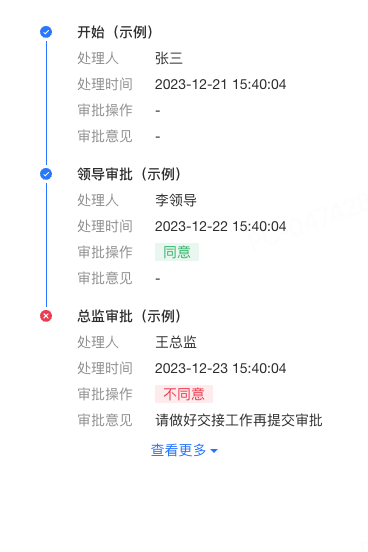 开始（示例）
处理人 张三
处理时间 2023-12-21 15:40:04
审批操作 -
审批意见 -
领导审批（示例）
处理人 李领导
处理时间 2023-12-22 15:40:04
审批操作 同意
审批意见 -
总监审批（示例）
处理人 王总监
处理时间 2023-12-23 15:40:04
审批操作 不同意
审批意见 请做好交接工作再提交审批
查看更多